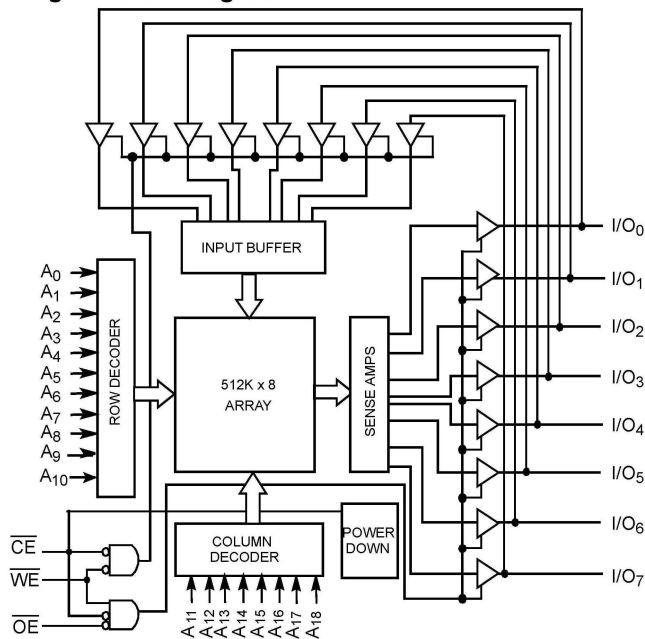 INPUT BUFFER
A0
A1
A2
A3
A4
A5
A6
A7
A8
A9
A10
ROW DECODER
512K x 8
ARRAY
SENSE AMPS
I/O0
I/O1
I/O2
I/O3
I/O4
I/O5
I/O6
I/O7
COLUMN
DECODER
POWER
DOWN
CE
WE
OE
A11
A12
A13
A14
A15
A16
A17
A18